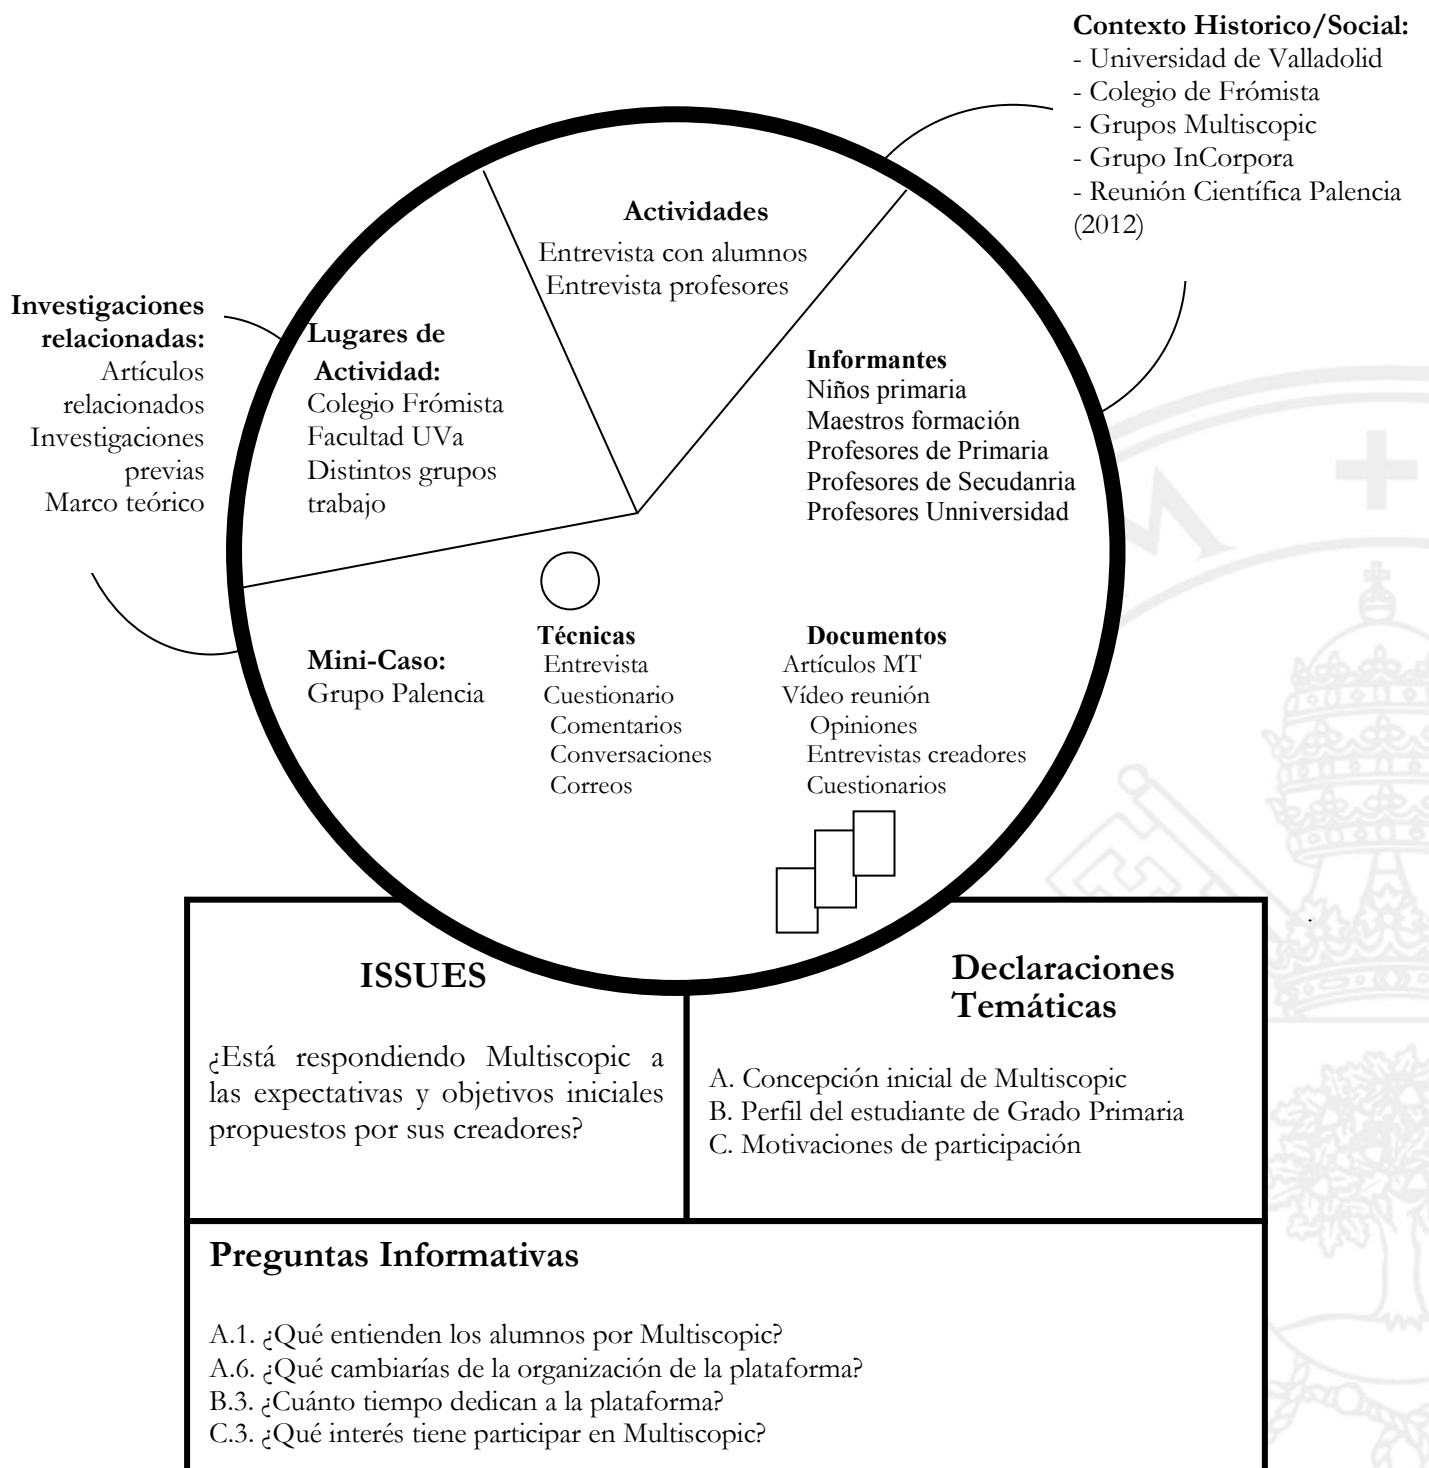 Contexto Historico/Social:
- Universidad de Valladolid
- Colegio de Frómista
- Grupos Multiscopic
- Grupo InCorpora
- Reunión Científica Palencia
(2012)
Actividades
Entrevista con alumnos
Entrevista profesores
Investigaciones
relacionadas:
Artículos
relacionados
Investigaciones
previas
Marco teórico
Lugares de
Actividad:
Colegio Frómista
Facultad UVa
Distintos grupos
trabajo
Informantes
Niños primaria
Maestros formación
Profesores de Primaria
Profesores de Secudanria
Profesores Unniversidad
Mini-Caso:
Grupo Palencia
Técnicas
Entrevista
Cuestionario
Comentarios
Conversaciones
Correos
Documentos
Artículos MT
Vídeo reunión
Opiniones
Entrevistas creadores
Cuestionarios
ISSUES
¿Está respondiendo Multiscopic a
las expectativas y objetivos iniciales
propuestos por sus creadores?
Declaraciones
Temáticas
A. Concepción inicial de Multiscopic
B. Perfil del estudiante de Grado Primaria
C. Motivaciones de participación
Preguntas Informativas
A.1. ¿Qué entienden los alumnos por Multiscopic?
A.6. ¿Qué cambiarías de la organización de la plataforma?
B.3. ¿Cuánto tiempo dedican a la plataforma?
C.3. ¿Qué interés tiene participar en Multiscopic?